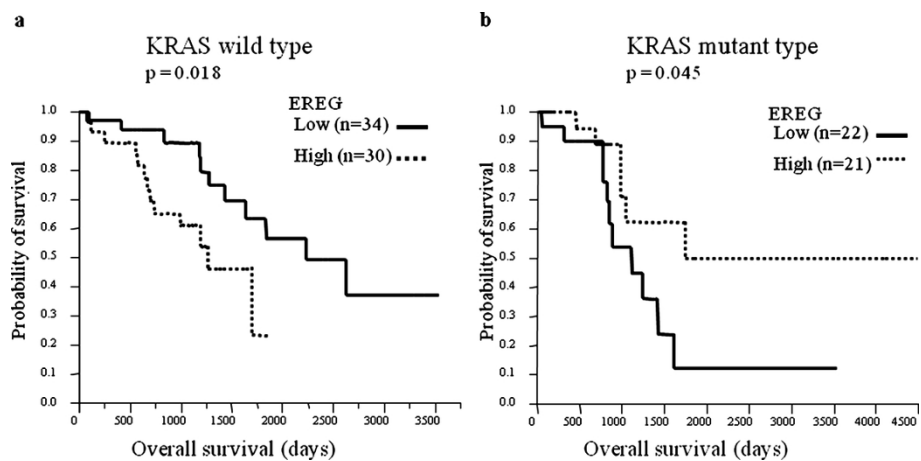 a
KRAS wild type
p=0.018
EREG
Low (n=34)
High (n=30)
Probability of survival
1.0
0.9
0.8
0.7
0.6
0.5
0.4
0.3
0.2
0.1
0.0
0
500
1000
1500
2000
2500
3000
3500
Overall survival (days)
b
KRAS mutant type
p=0.045
EREG
Low (n=22)
High (n=21)
Probability of survival
1.0
0.9
0.8
0.7
0.6
0.5
0.4
0.3
0.2
0.1
0.0
0
500
1000
1500
2000
2500
3000
3500
4000
4500
Overall survival (days)